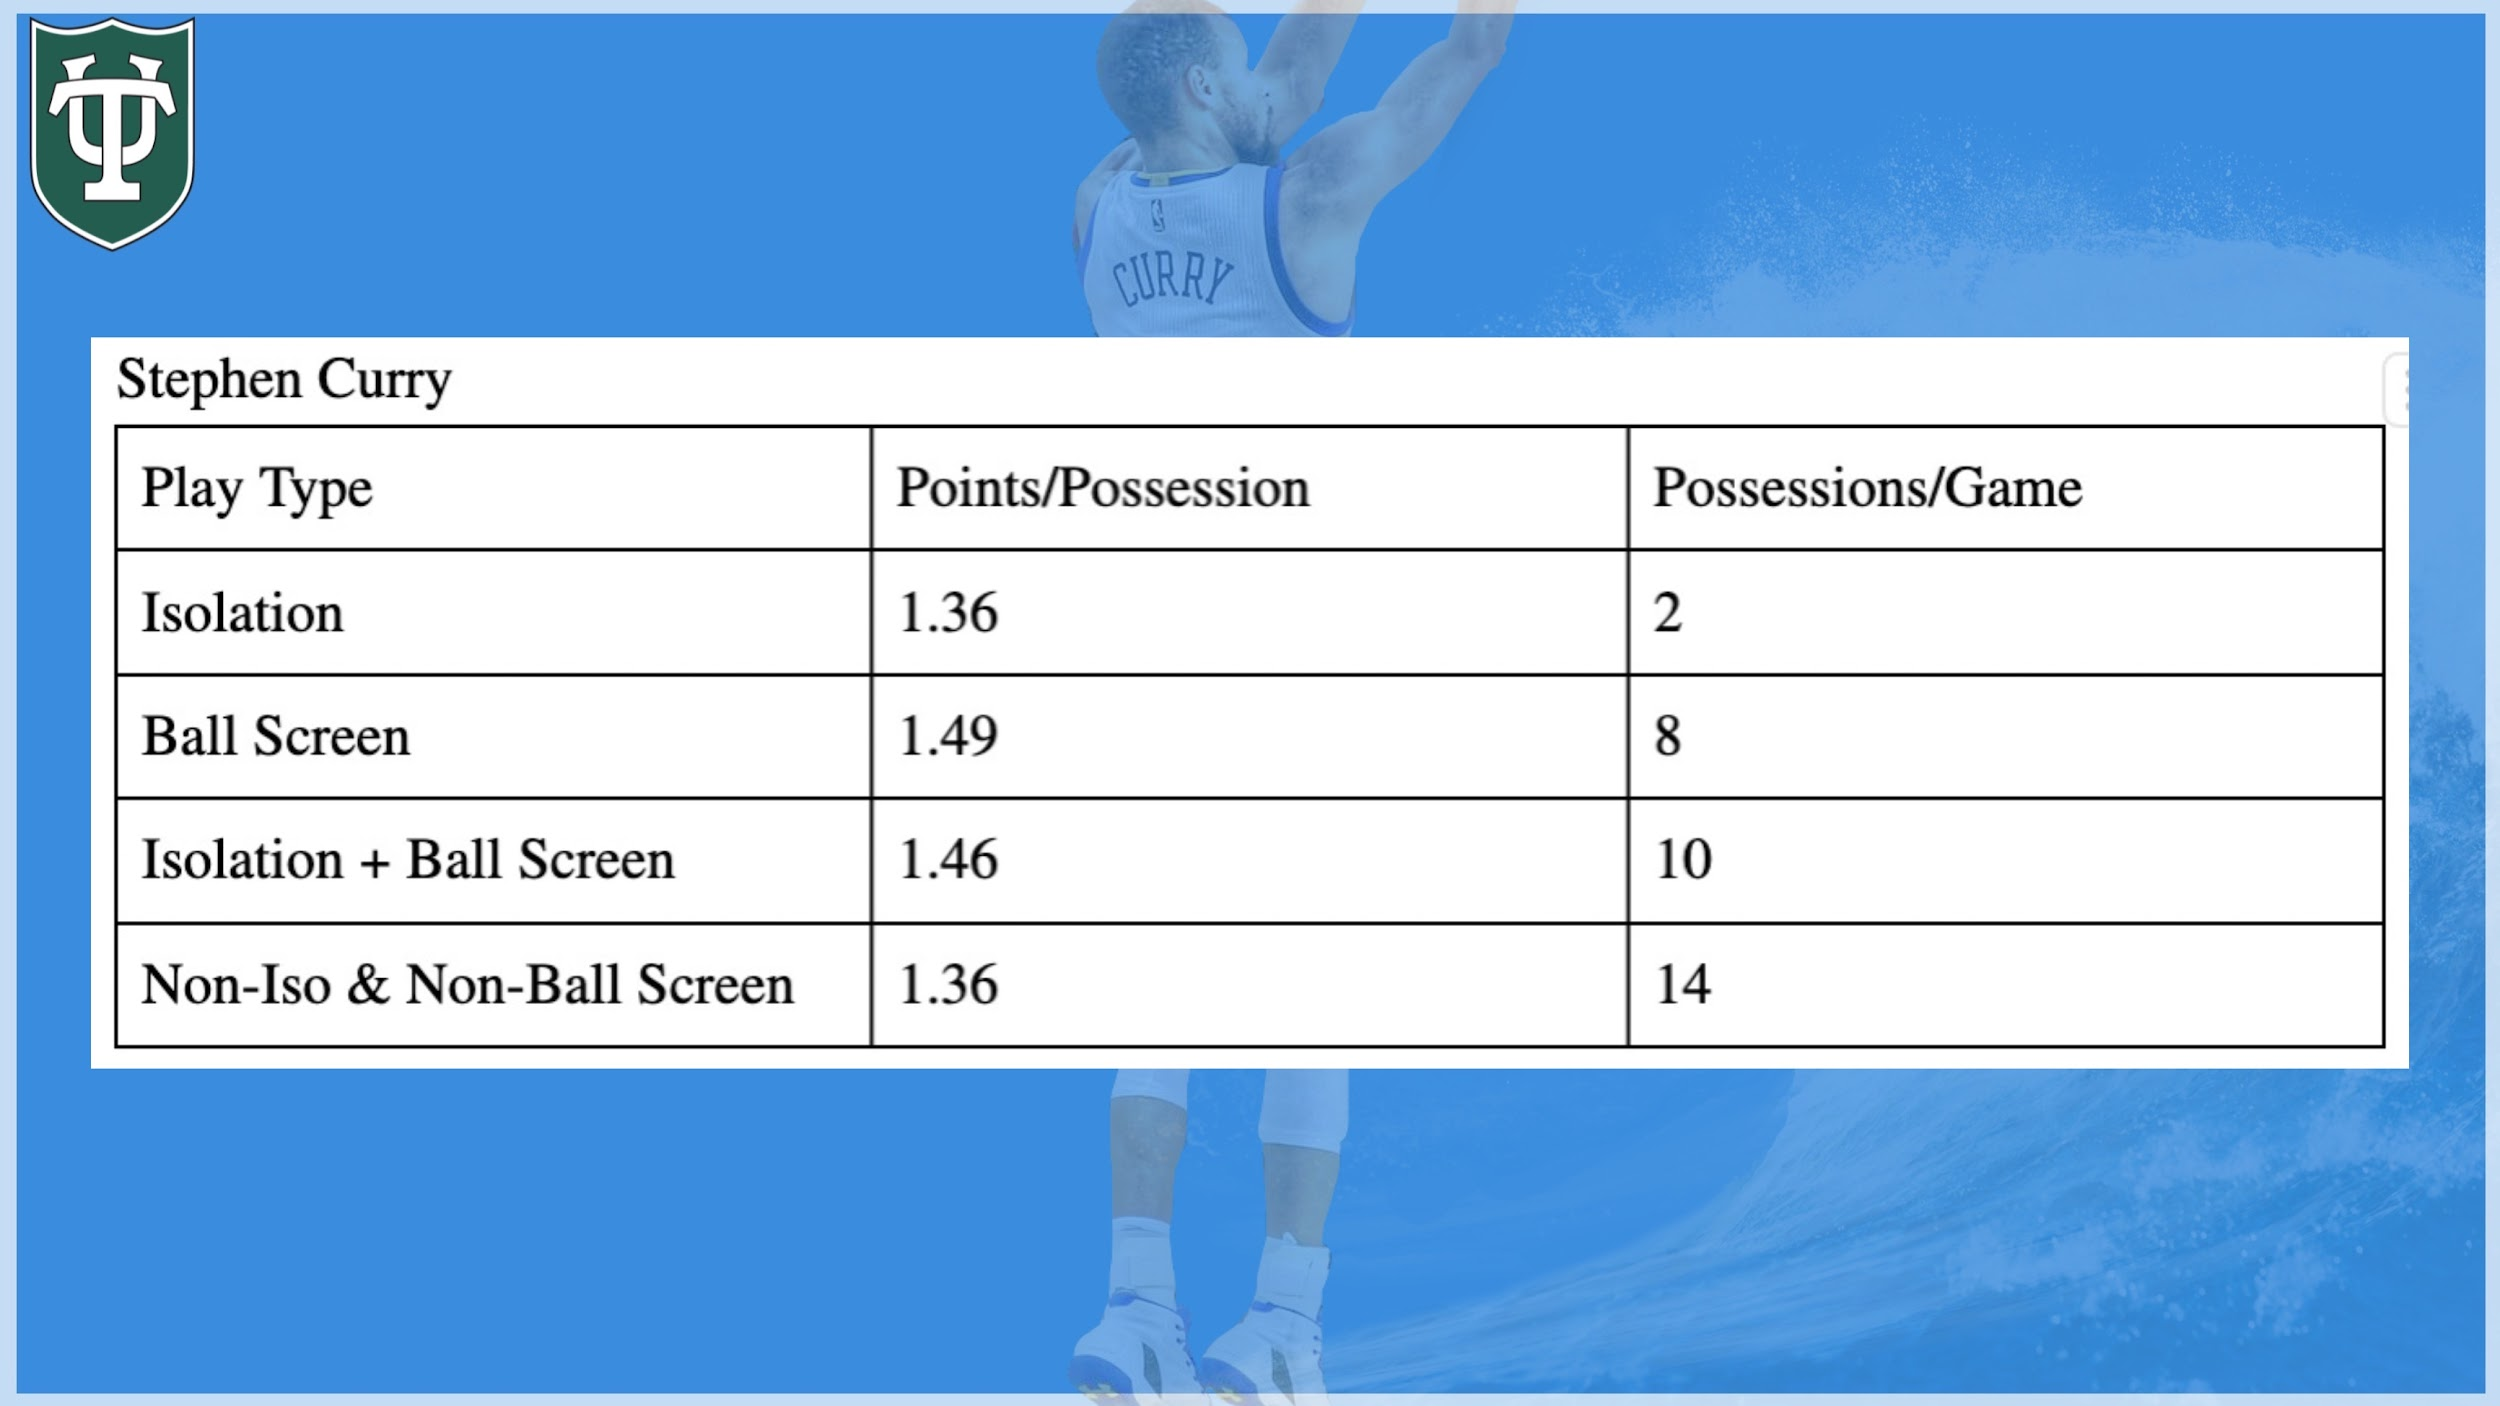 TU
CURRY
Stephen Curry
Play Type Points/Possession Possessions/Game
Isolation 1.36 2
Ball Screen 1.49 8
Isolation + Ball Screen 1.46 10
Non-Iso & Non-Ball Screen 1.36 14